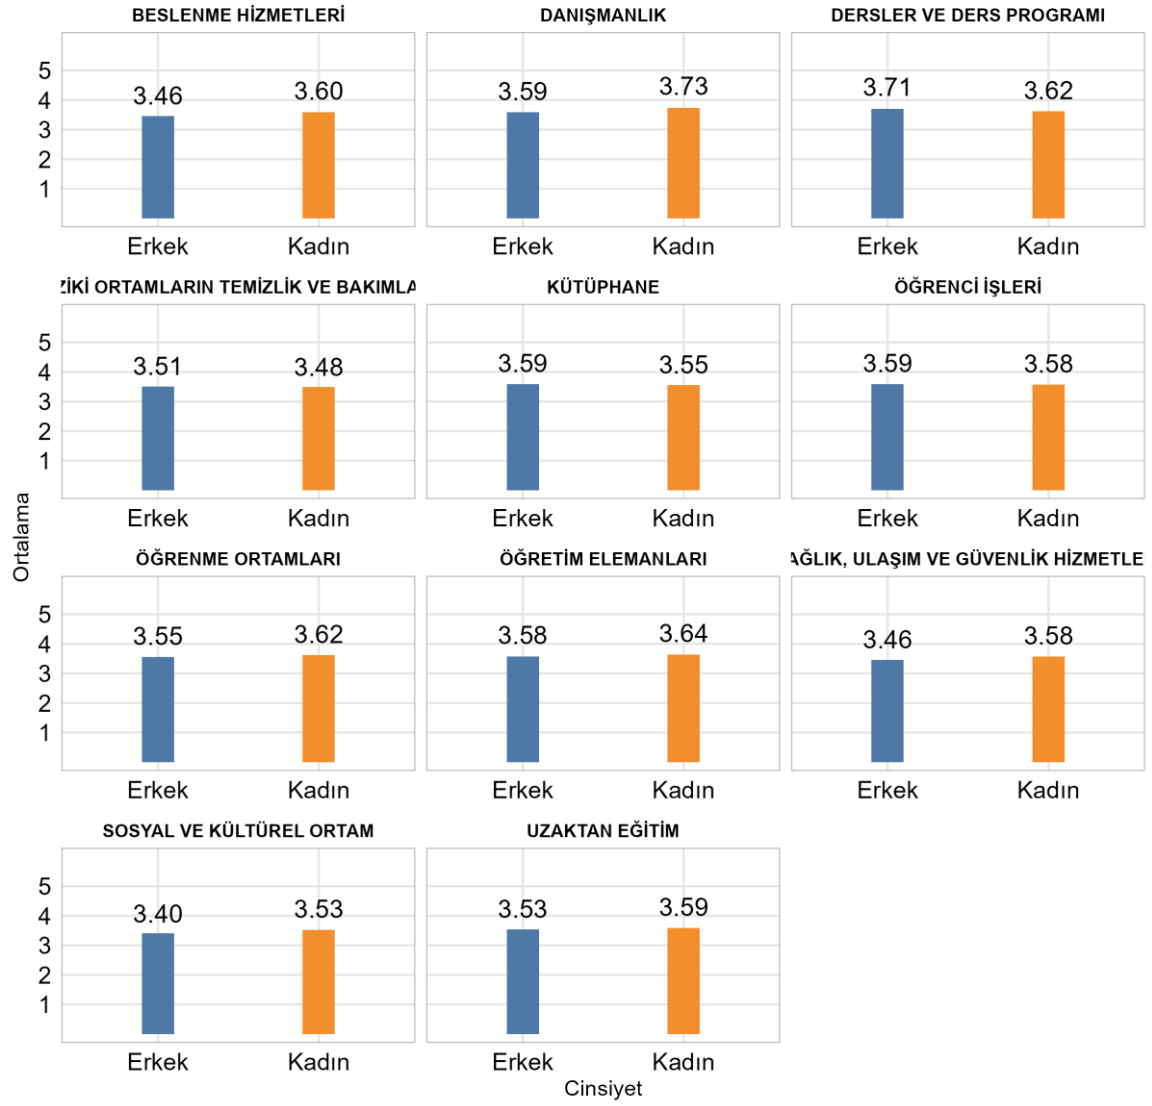 BESLENME HİZMETLERİ
5
4
3
2
1
3.46
3.60
Erkek
Kadın
DANIŞMANLIK
3.59
3.73
Erkek
Kadın
DERSLER VE DERS PROGRAMI
3.71
3.62
Erkek
Kadın
ZİKİ ORTAMLARIN TEMİZLİK VE BAKIMLA
5
4
3
2
1
3.51
3.48
Erkek
Kadın
KÜTÜPHANE
3.59
3.55
Erkek
Kadın
ÖĞRENCİ İŞLERİ
3.59
3.58
Erkek
Kadın
Ortalama
ÖĞRENME ORTAMLARI
5
4
3
2
1
3.55
3.62
Erkek
Kadın
ÖĞRETİM ELEMANLARI
3.58
3.64
Erkek
Kadın
AĞLIK, ULAŞIM VE GÜVENLİK HİZMETLE
3.46
3.58
Erkek
Kadın
SOSYAL VE KÜLTÜREL ORTAM
5
4
3
2
1
3.40
3.53
Erkek
Kadın
UZAKTAN EĞİTİM
3.53
3.59
Erkek
Kadın
Cinsiyet